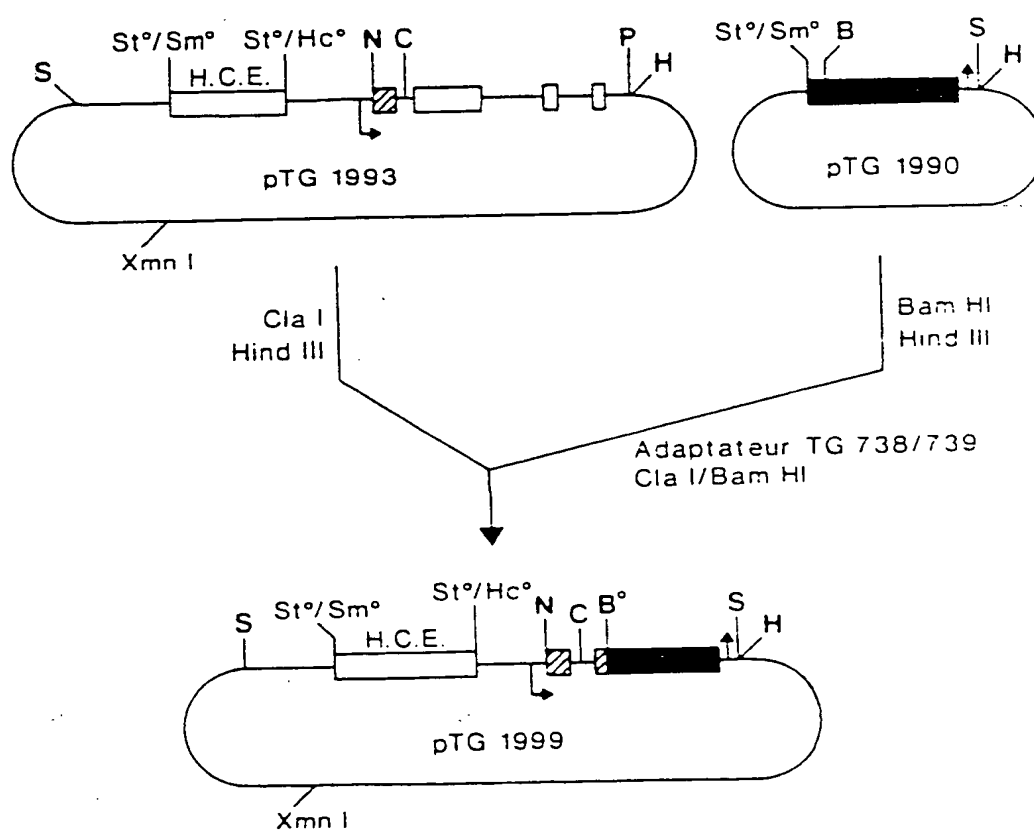 St°/Sm° St°/Hc° N C P H
S H.C.E.
pTG 1993
Xmn I
St°/Sm° B S H
pTG 1990
Cla I
Hind III
Bam HI
Hind III
Adaptateur TG 738/739
Cla I/Bam HI
S St°/Sm° St°/Hc° N C B° S H
H.C.E.
pTG 1999
Xmn I